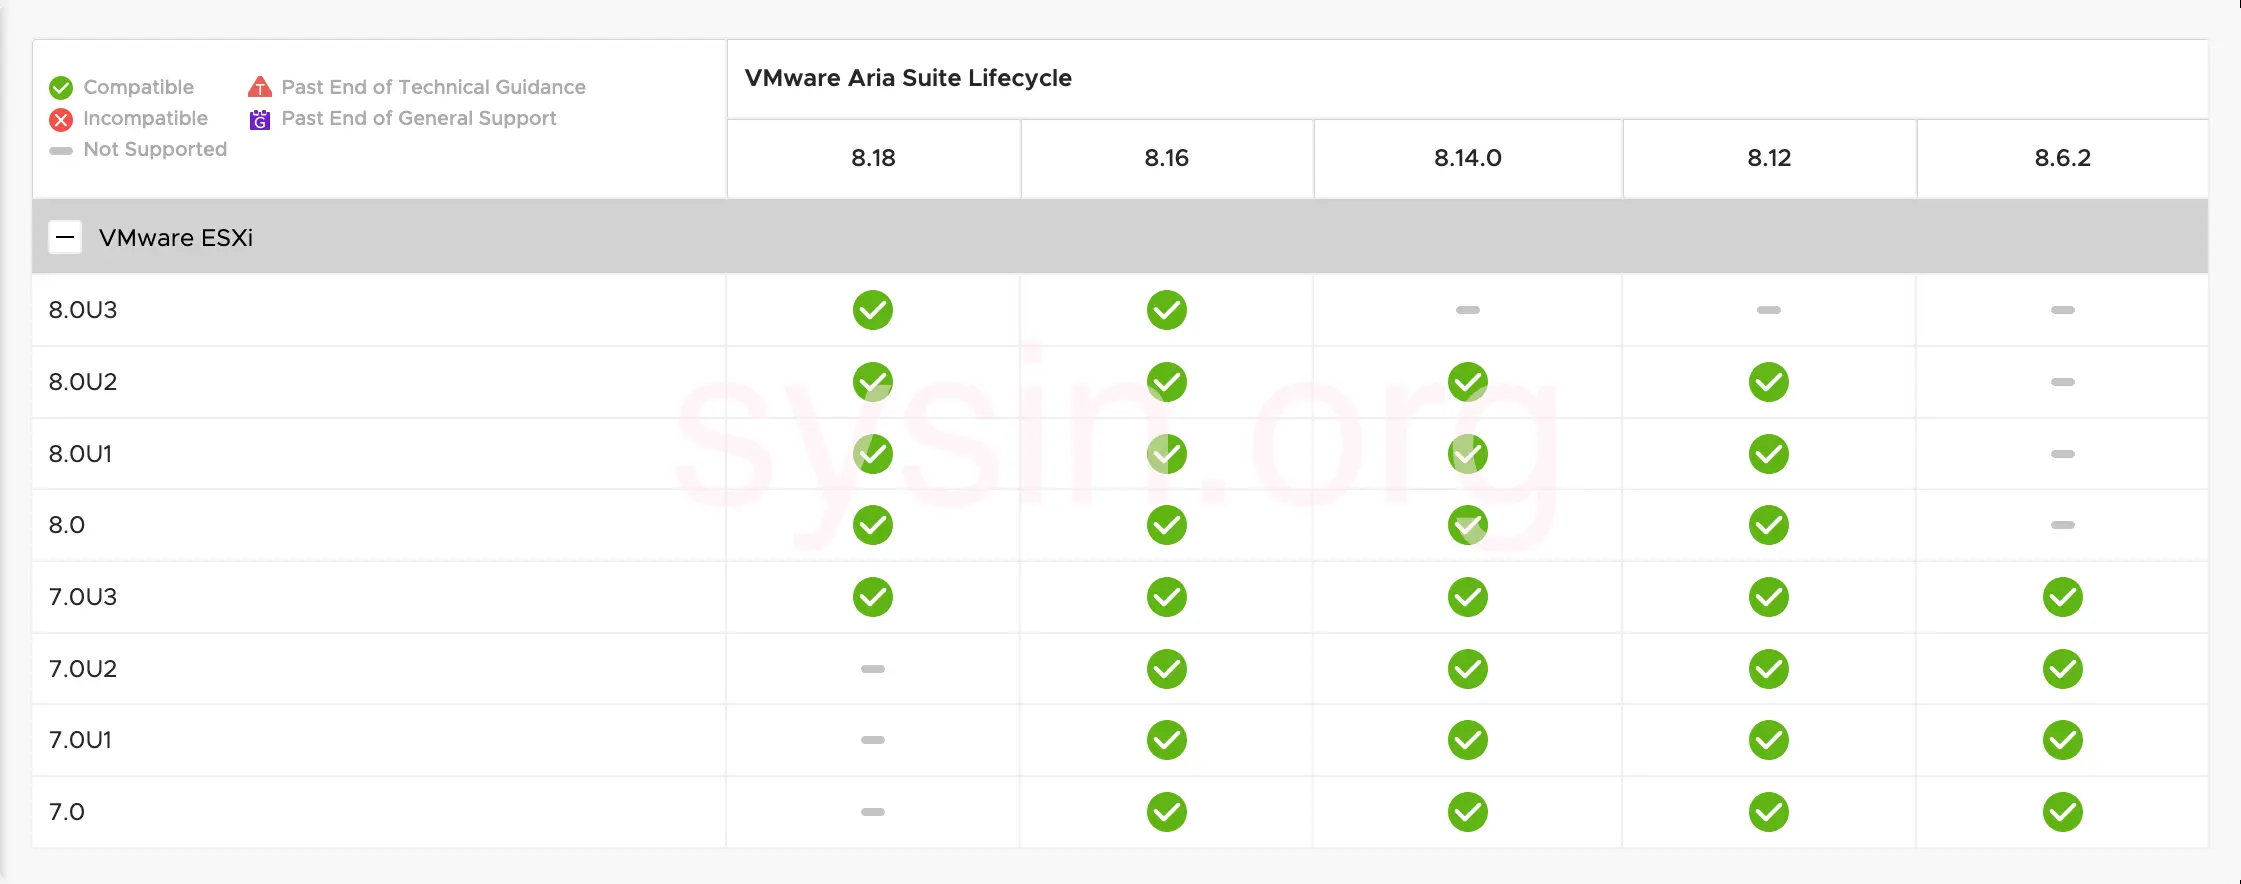 Compatible
Past End of Technical Guidance
Incompatible
Past End of General Support
Not Supported
VMware Aria Suite Lifecycle
8.18 8.16 8.14.0 8.12 8.6.2
VMware ESXi
8.0U3
8.0U2
8.0U1
8.0
7.0U3
7.0U2
7.0U1
7.0
sysin.org